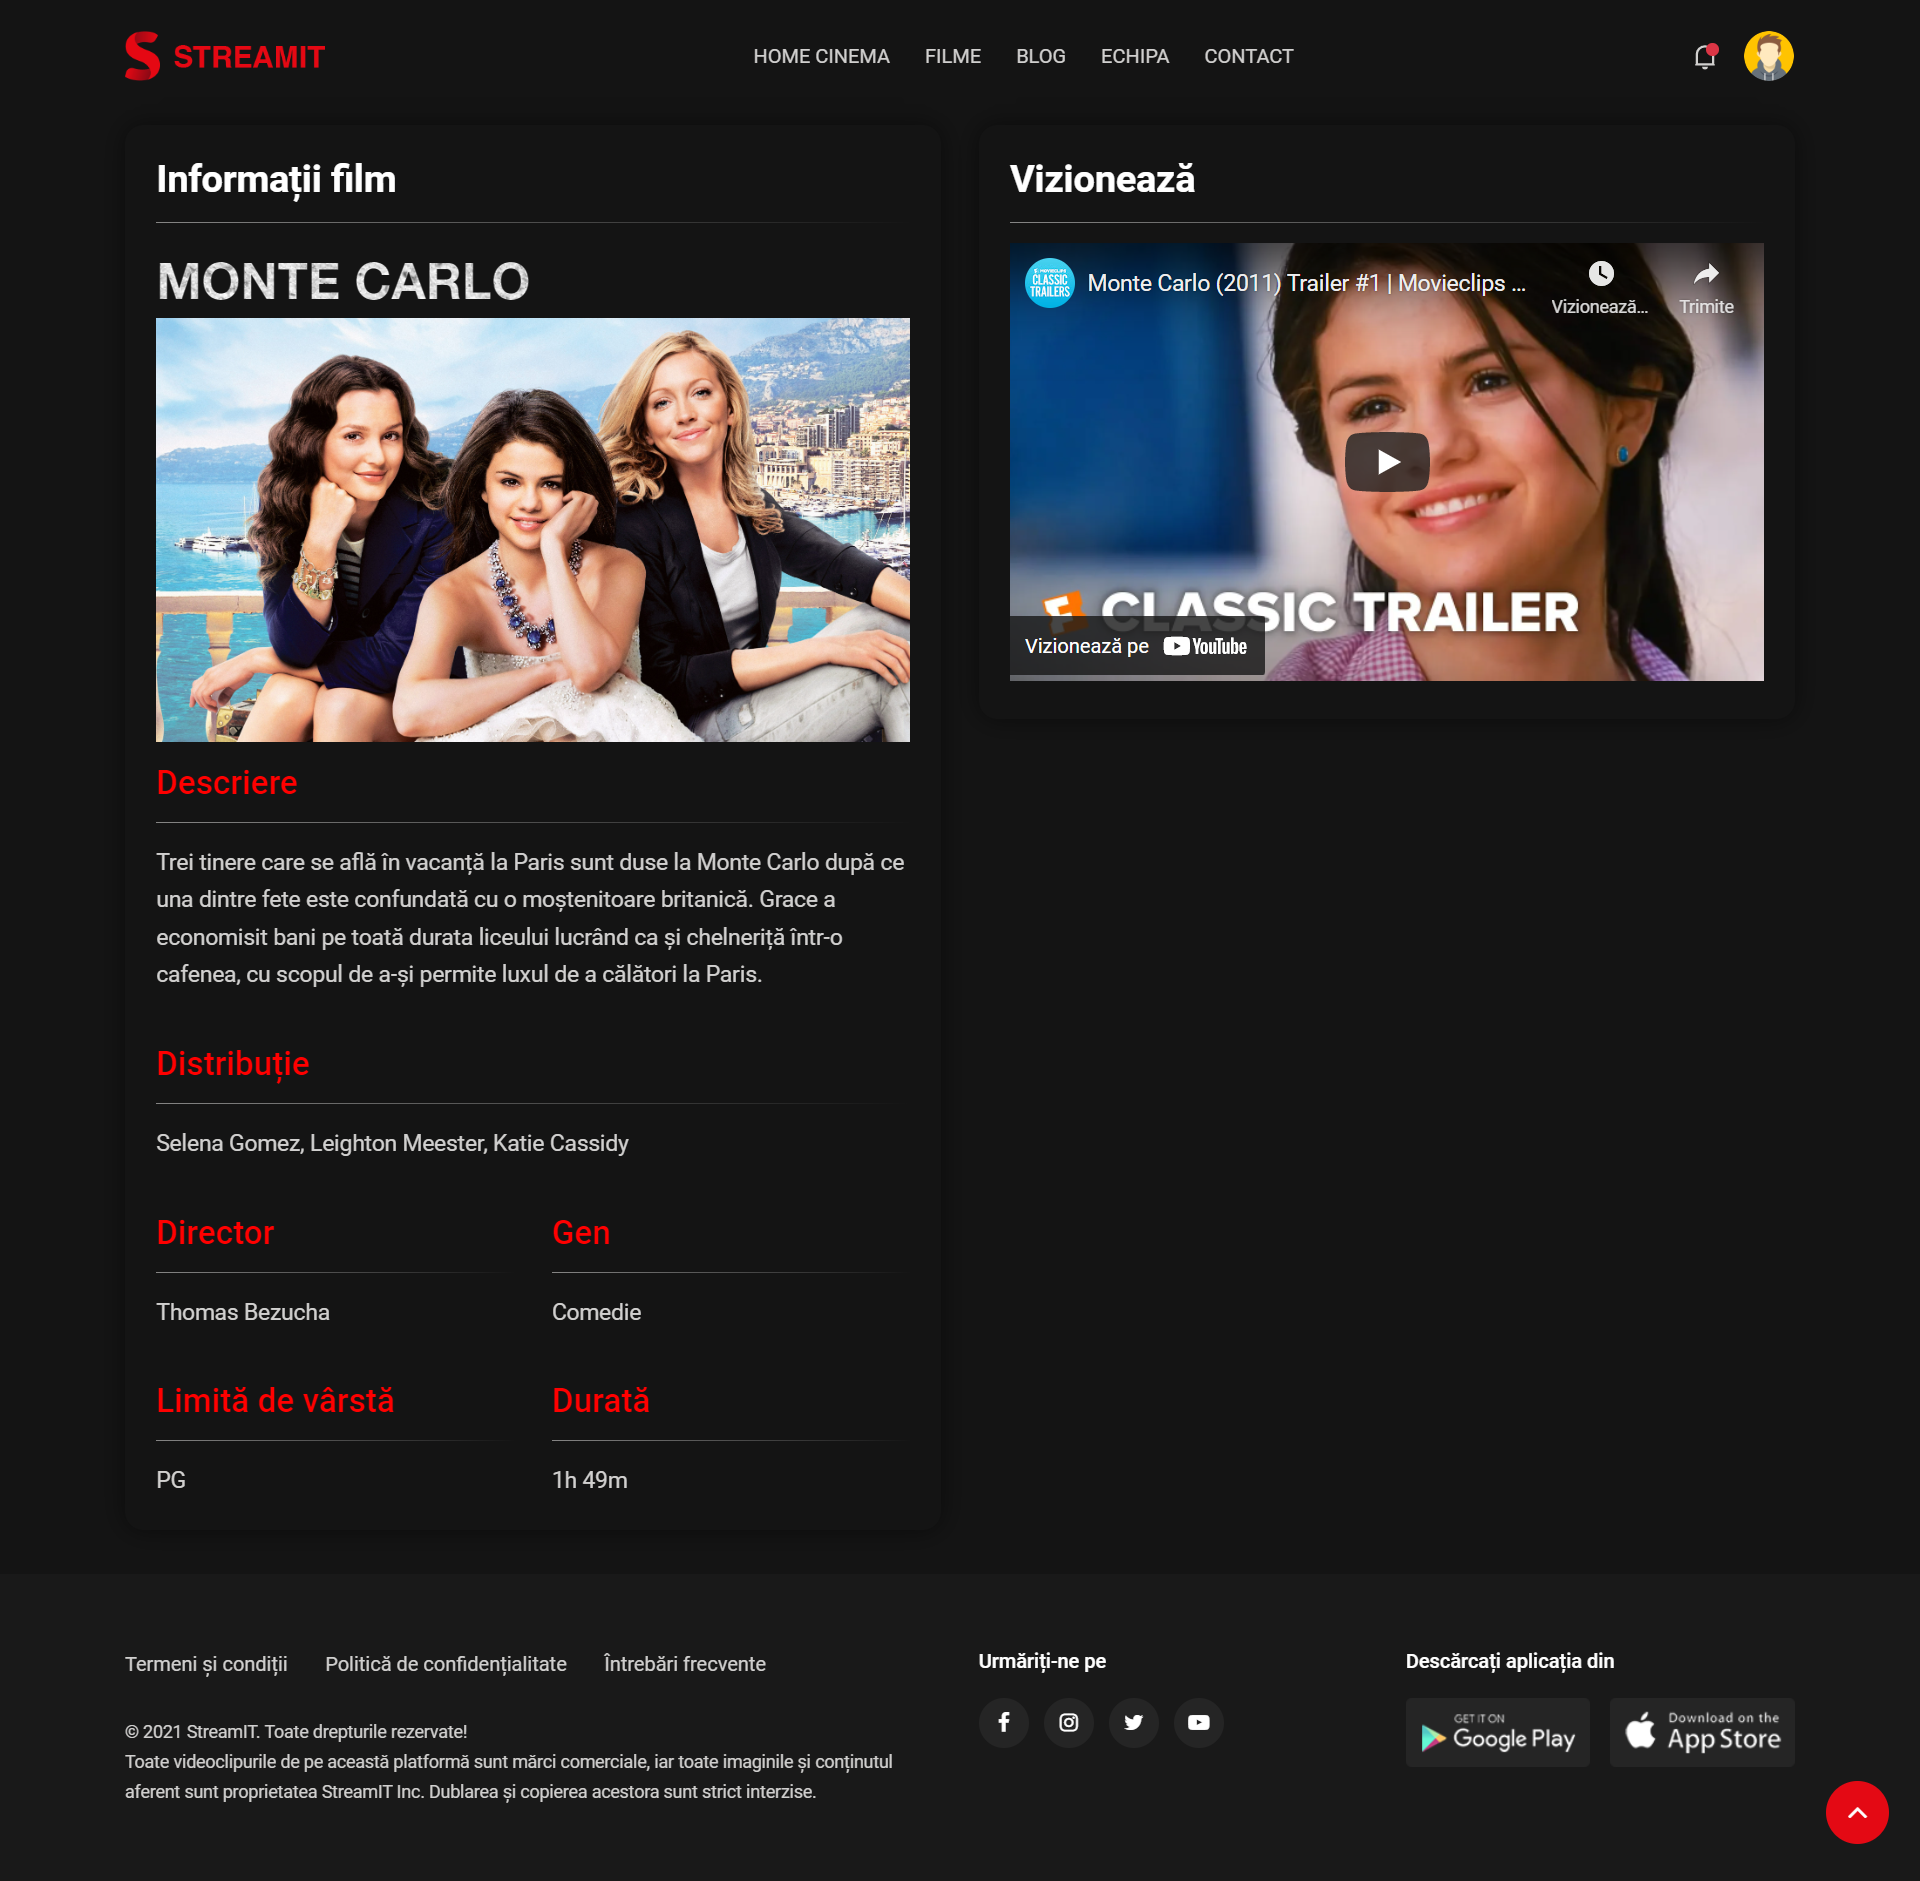 STREAMIT
HOME CINEMA
FILME
BLOG
ECHIPA
CONTACT
Informații film
MONTE CARLO
Descriere
Trei tinere care se află în vacanță la Paris sunt duse la Monte Carlo după ce
una dintre fete este confundată cu o moștenitoare britanică. Grace a
economisit bani pe toată durata liceului lucrând ca și chelneriță într-o
cafenea, cu scopul de a-și permite luxul de a călători la Paris.
Distribuție
Selena Gomez, Leighton Meester, Katie Cassidy
Director
Thomas Bezucha
Gen
Comedie
Limită de vârstă
PG
Durată
1h 49m
Vizionează
MOVIECLIPS
CLASSIC
TRAILERS
Monte Carlo (2011) Trailer #1 | Movieclips ...
Vizionează...
Trimite
CLASSIC TRAILER
Vizionează pe YouTube
Termeni și condiții
Politică de confidențialitate
Întrebări frecvente
© 2021 StreamIT. Toate drepturile rezervate!
Toate videoclipurile de pe această platformă sunt mărci comerciale, iar toate imaginile și conținutul
aferent sunt proprietatea StreamIT Inc. Dublarea și copierea acestora sunt strict interzise.
Urmăriți-ne pe
Descărcați aplicația din
GET IT ON
Google Play
Download on the
App Store